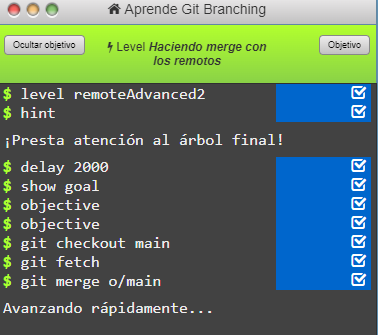 Aprende Git Branching
Ocultar objetivo
Level Haciendo merge con
los remotos
Objetivo
$ level remoteAdvanced2
$ hint
¡Presta atención al árbol final!
$ delay 2000
$ show goal
$ objective
$ objective
$ git checkout main
$ git fetch
$ git merge o/main
Avanzando rápidamente...